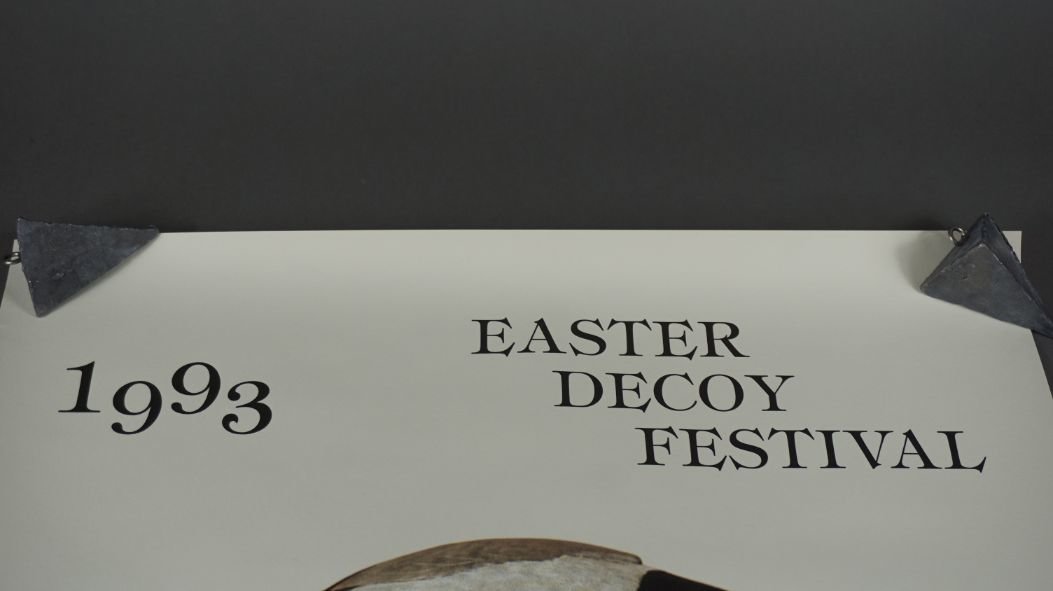 1993
EASTER
DECOY
FESTIVAL